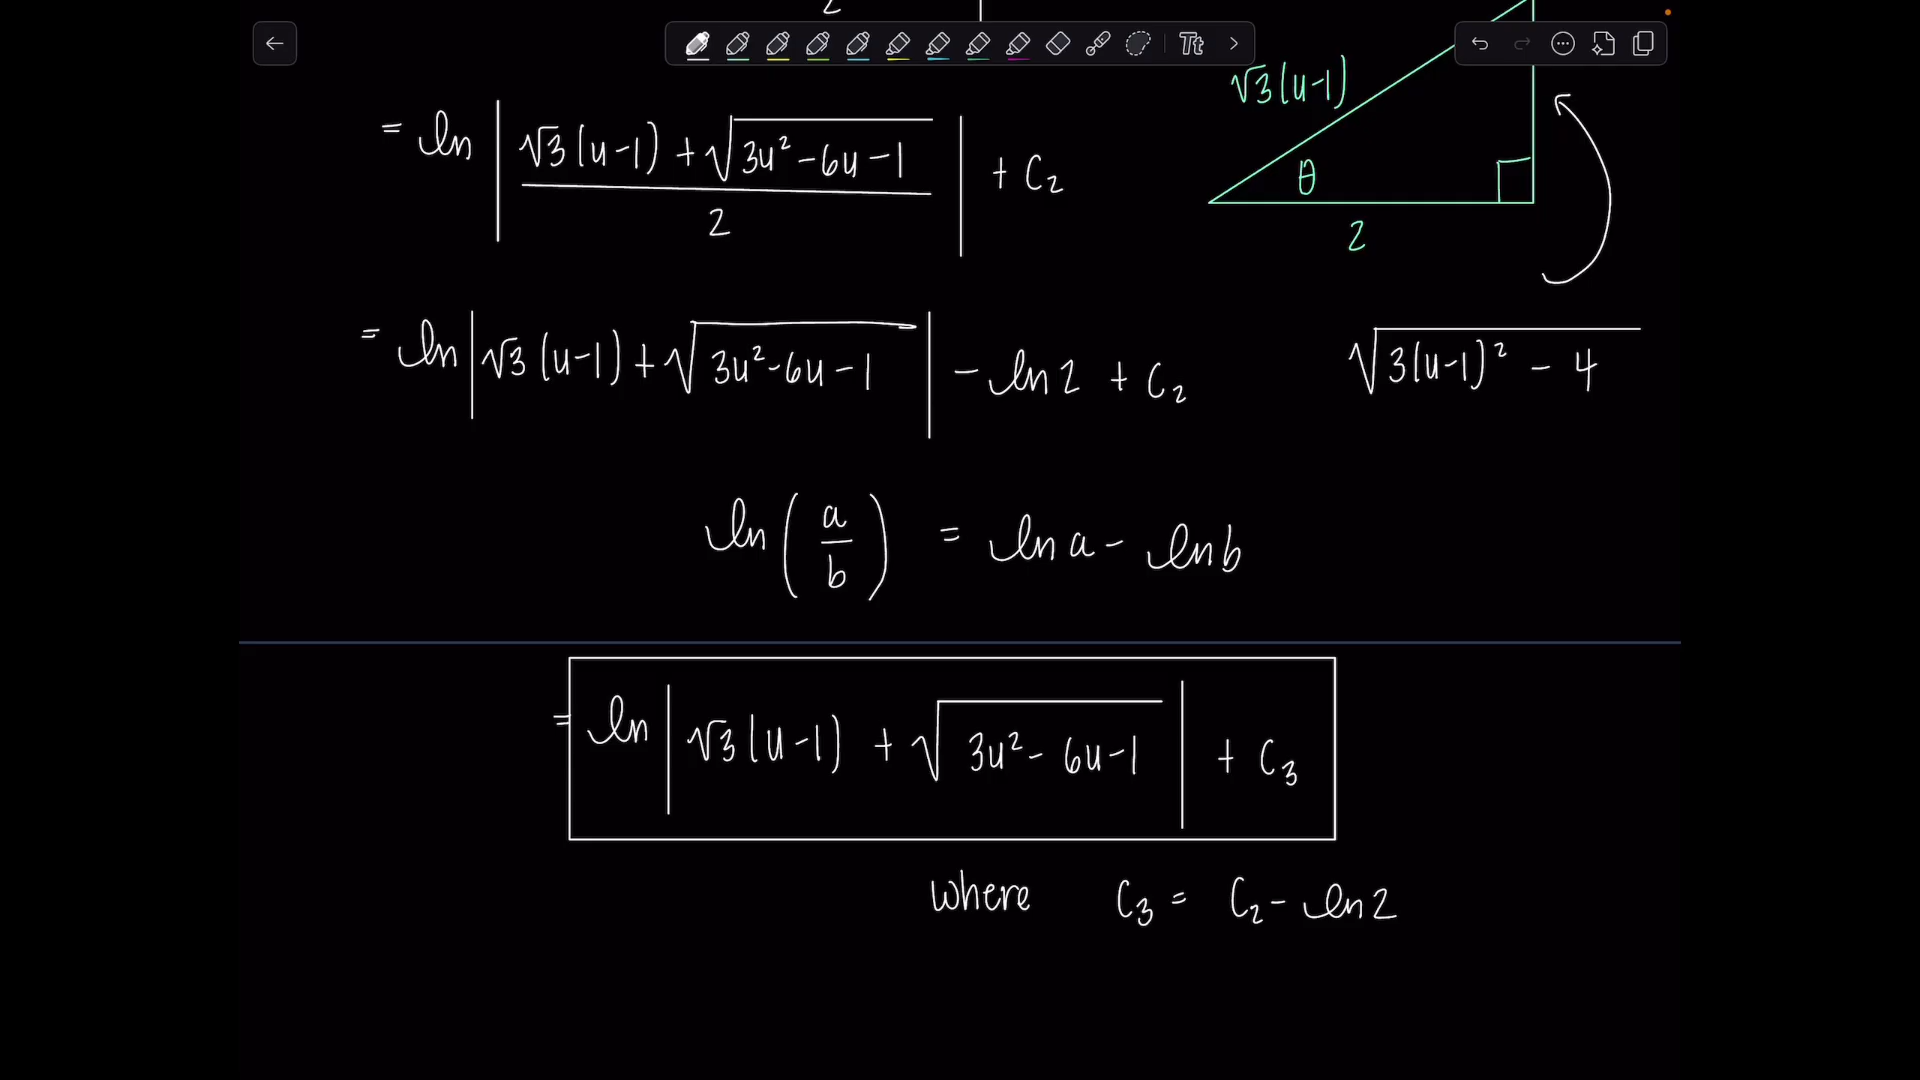 2
√3(u-1)
= ln | (√3(u-1) + √(3u² - 6u - 1)) / 2 | + C₂
θ
2
= ln | √3(u-1) + √(3u² - 6u - 1) | - ln 2 + C₂
√(3(u-1)² - 4)
ln(a/b) = ln a - ln b
= ln | √3(u-1) + √(3u² - 6u - 1) | + C₃
where C₃ = C₂ - ln 2
Tt